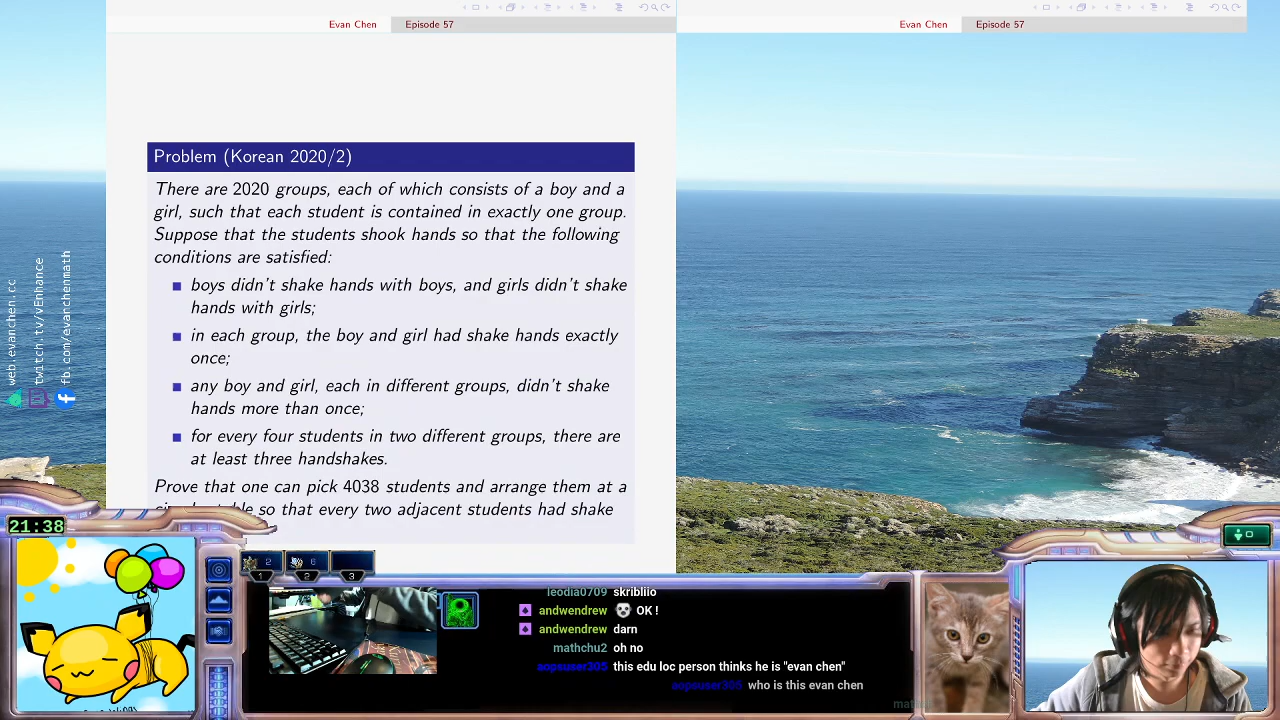 Evan Chen Episode 57
Evan Chen Episode 57
Problem (Korean 2020/2)
There are 2020 groups, each of which consists of a boy and a
girl, such that each student is contained in exactly one group.
Suppose that the students shook hands so that the following
conditions are satisfied:
boys didn't shake hands with boys, and girls didn't shake
hands with girls;
in each group, the boy and girl had shake hands exactly
once;
any boy and girl, each in different groups, didn't shake
hands more than once;
for every four students in two different groups, there are
at least three handshakes.
Prove that one can pick 4038 students and arrange them at a
so that every two adjacent students had shake
web.evanchen.cc
twitch.tv/vEnhance
fb.com/evanchenmath
21:38
2 6
1 2 3
leodia0709 skribliio
andwendrew OK !
andwendrew darn
mathchu2 oh no
aopsuser305 this edu loc person thinks he is "evan chen"
aopsuser305 who is this evan chen